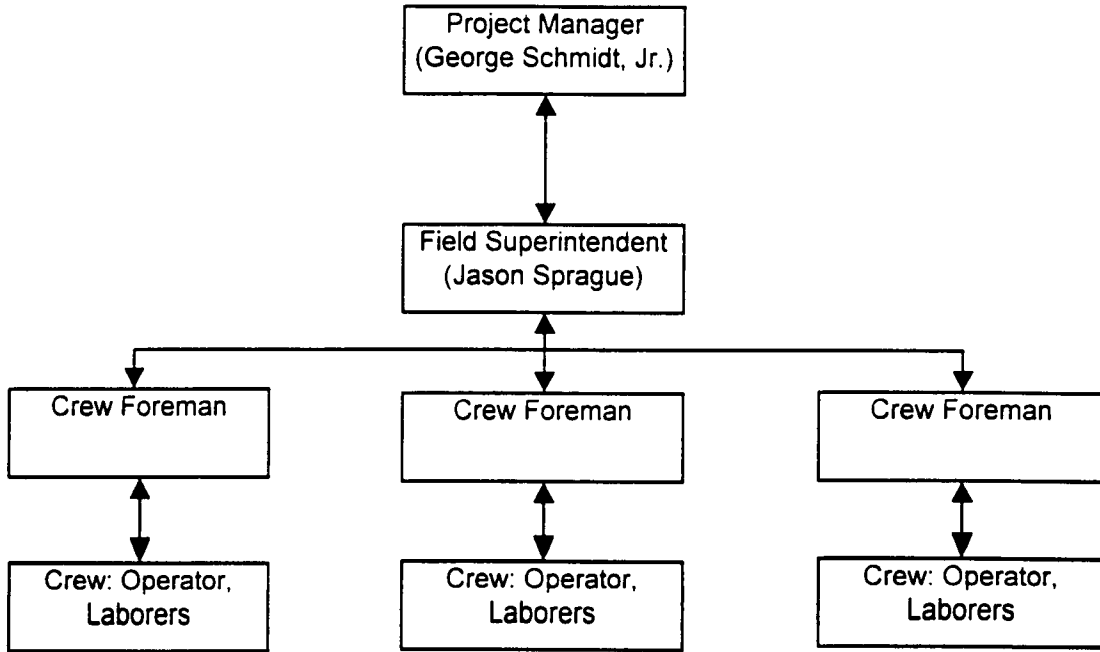 Project Manager
(George Schmidt, Jr.)
Field Superintendent
(Jason Sprague)
Crew Foreman
Crew Foreman
Crew Foreman
Crew: Operator,
Laborers
Crew: Operator,
Laborers
Crew: Operator,
Laborers